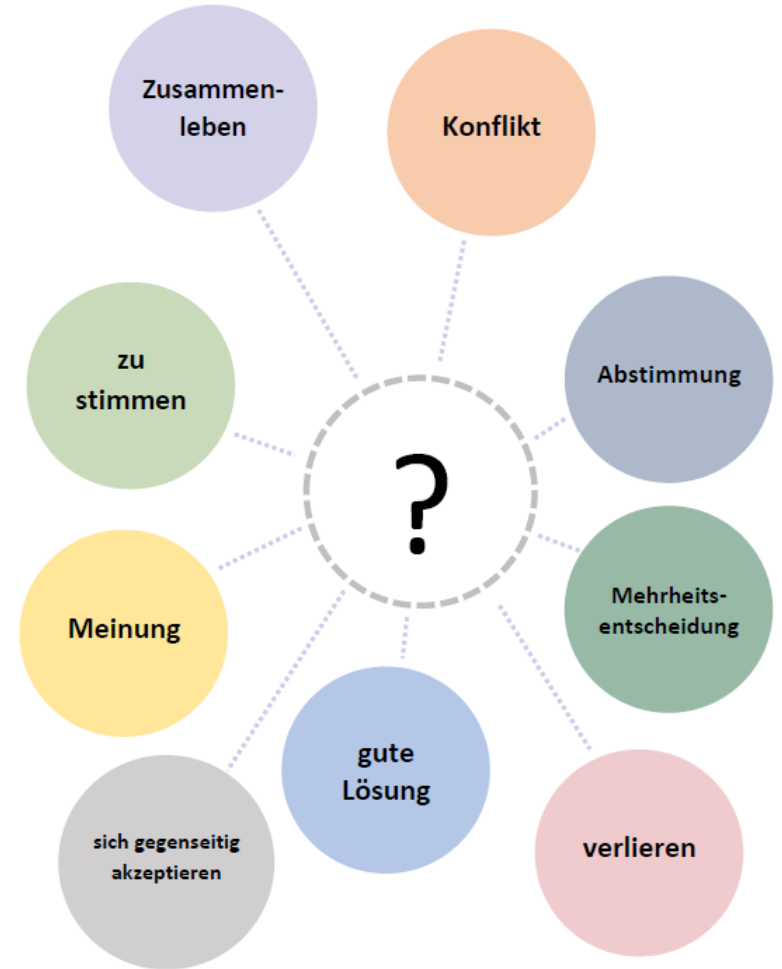 Zusammen-
leben
Konflikt
zu
stimmen
Abstimmung
?
Meinung
Mehrheits-
entscheidung
gute
Lösung
sich gegenseitig
akzeptieren
verlieren